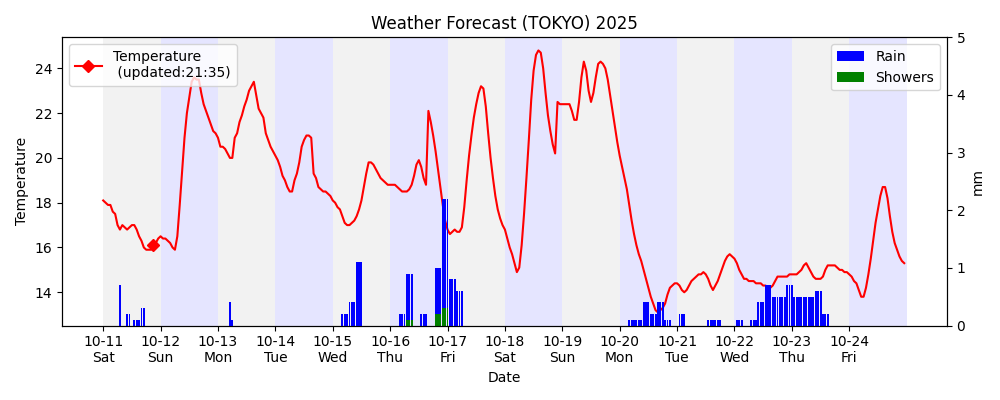 Weather Forecast (TOKYO) 2025
Temperature
(updated:21:35)
Rain
Showers
Temperature
24
22
20
18
16
14
5
4
3
2
1
0
mm
10-11 10-12 10-13 10-14 10-15 10-16 10-17 10-18 10-19 10-20 10-21 10-22 10-23 10-24
Sat Sun Mon Tue Wed Thu Fri Sat Sun Mon Tue Wed Thu Fri
Date